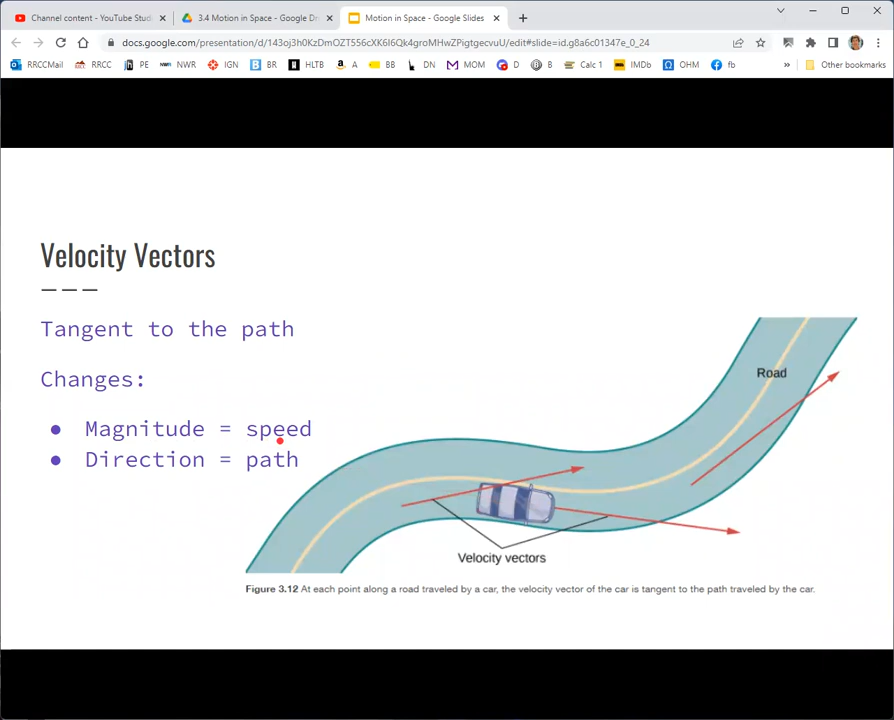 Channel content - YouTube Studi
3.4 Motion in Space - Google Dr
Motion in Space - Google Slides
docs.google.com/presentation/d/143oj3h0KzDmOZT556cXK6I6Qk4groMHwZPigtgecvuU/edit#slide=id.g8a6c01347e_0_24
RRCCMail RRCC PE NWR IGN BR HLTB A BB DN MOM D B Calc 1 IMDb OHM fb » Other bookmarks
Velocity Vectors
Tangent to the path
Changes:
● Magnitude = speed
● Direction = path
Road
Velocity vectors
Figure 3.12 At each point along a road traveled by a car, the velocity vector of the car is tangent to the path traveled by the car.